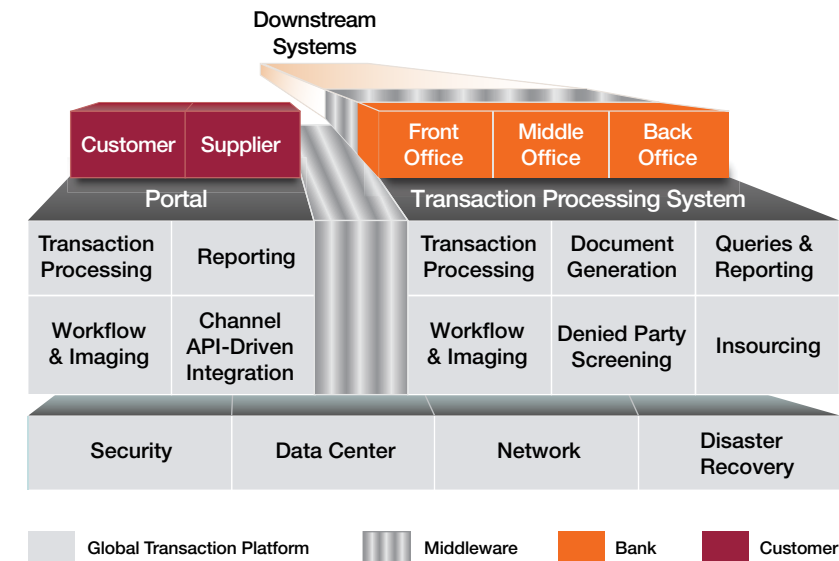 Downstream
Systems
Customer
Supplier
Front
Office
Middle
Office
Back
Office
Portal
Transaction Processing System
Transaction
Processing
Reporting
Transaction
Processing
Document
Generation
Queries &
Reporting
Workflow
& Imaging
Channel
API-Driven
Integration
Workflow
& Imaging
Denied Party
Screening
Insourcing
Security
Data Center
Network
Disaster
Recovery
Global Transaction Platform
Middleware
Bank
Customer